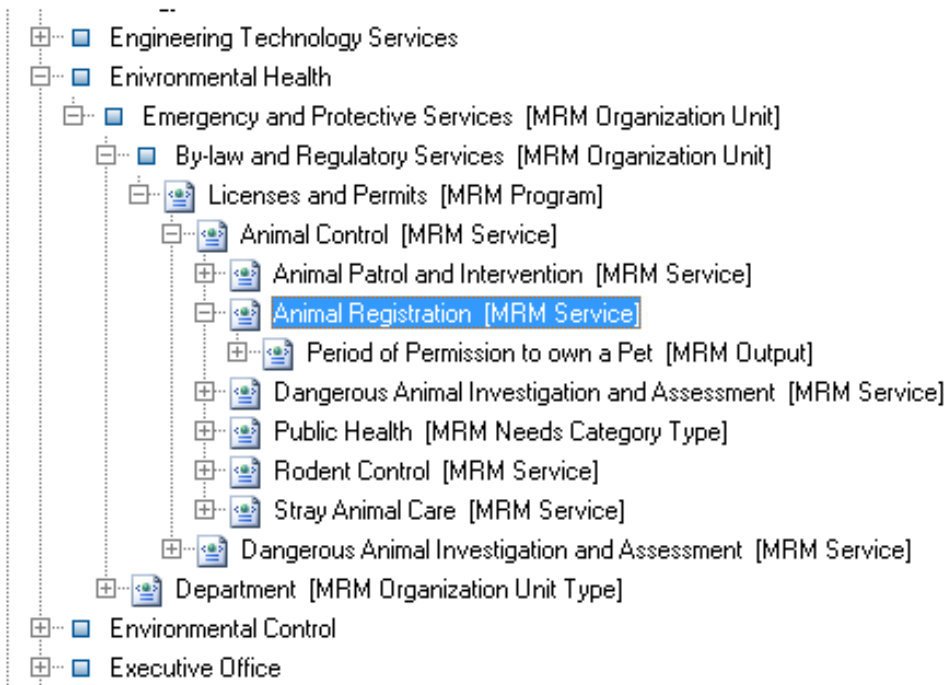 Engineering Technology Services
Enivronmental Health
Emergency and Protective Services [MRM Organization Unit]
By-law and Regulatory Services [MRM Organization Unit]
Licenses and Permits [MRM Program]
Animal Control [MRM Service]
Animal Patrol and Intervention [MRM Service]
Animal Registration [MRM Service]
Period of Permission to own a Pet [MRM Output]
Dangerous Animal Investigation and Assessment [MRM Service]
Public Health [MRM Needs Category Type]
Rodent Control [MRM Service]
Stray Animal Care [MRM Service]
Dangerous Animal Investigation and Assessment [MRM Service]
Department [MRM Organization Unit Type]
Environmental Control
Executive Office